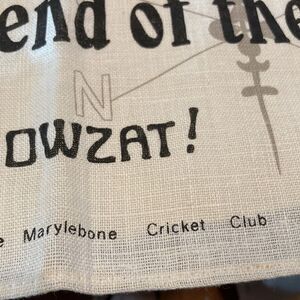 end of the
N
OWZAT!
e Marylebone Cricket Club